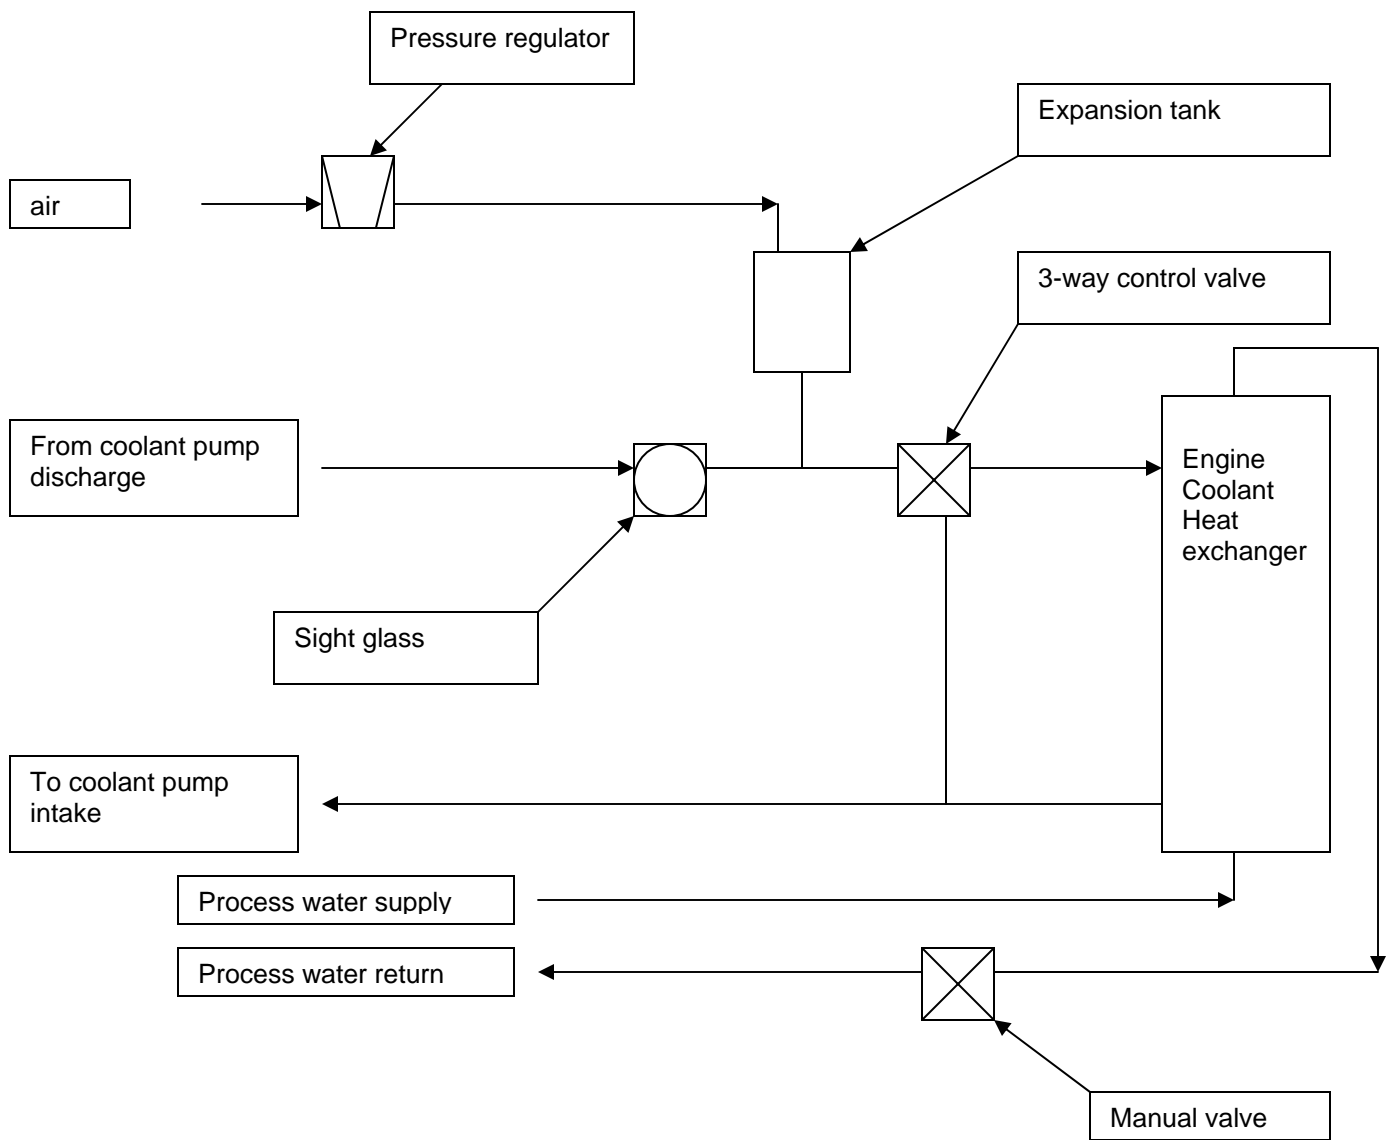 Pressure regulator
Expansion tank
air
3-way control valve
From coolant pump
discharge
Engine
Coolant
Heat
exchanger
Sight glass
To coolant pump
intake
Process water supply
Process water return
Manual valve